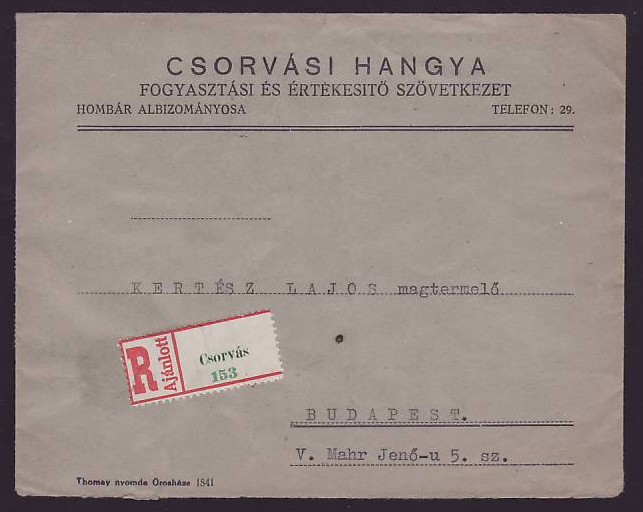 CSORVÁSI HANGYA
FOGYASZTÁSI ÉS ÉRTÉKESITŐ SZÖVETKEZET
HOMBÁR ALBIZOMÁNYOSA TELEFON: 29.
KERTÉSZ LAJOS magtermelő
R Ajánlott
Csorvás
153
BUDAPEST.
V. Mahr Jenő-u 5. sz.
Thomay nyomda Orosháza 1841